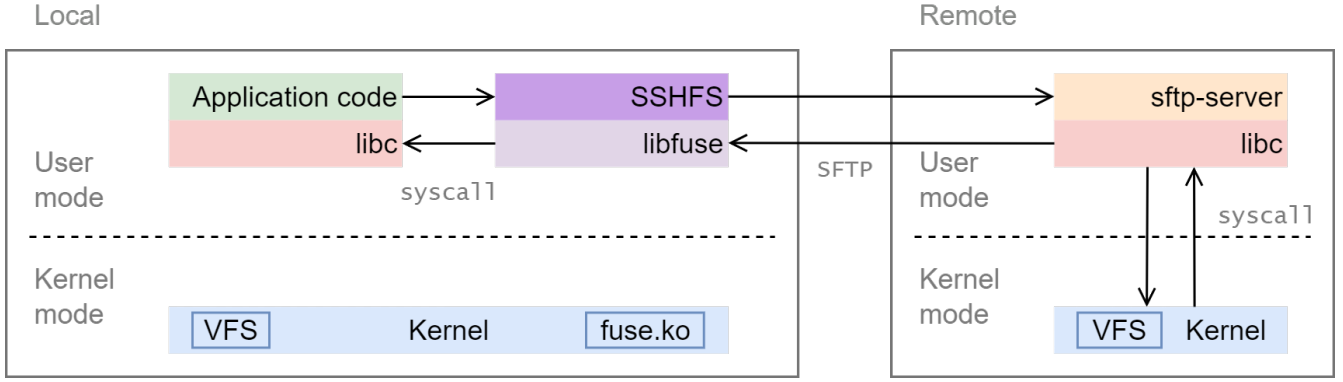 Local
Remote
Application code
SSHFS
sftp-server
libc
libfuse
libc
User
mode
syscall
SFTP
User
mode
syscall
Kernel
mode
VFS
Kernel
fuse.ko
Kernel
mode
VFS
Kernel